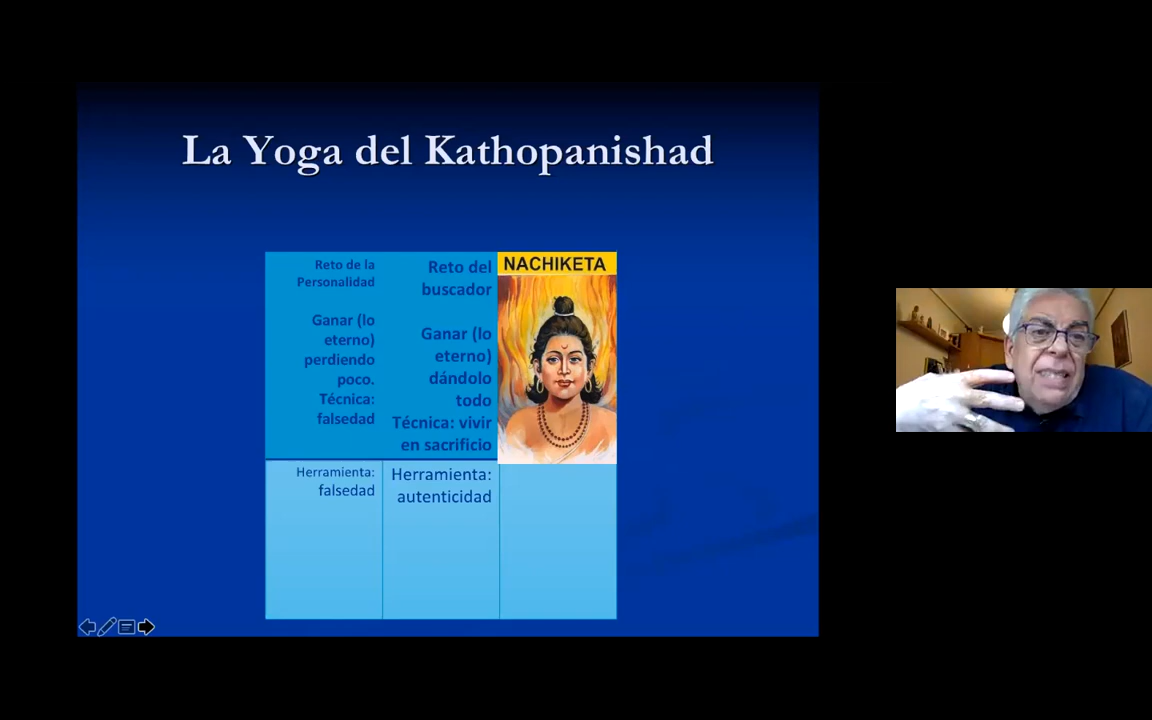 La Yoga del Kathopanishad
Reto de la
Personalidad
Ganar (lo
eterno)
perdiendo
poco.
Técnica:
falsedad
Reto del
buscador
Ganar (lo
eterno)
dándolo
todo
Técnica: vivir
en sacrificio
NACHIKETA
Herramienta:
falsedad
Herramienta:
autenticidad